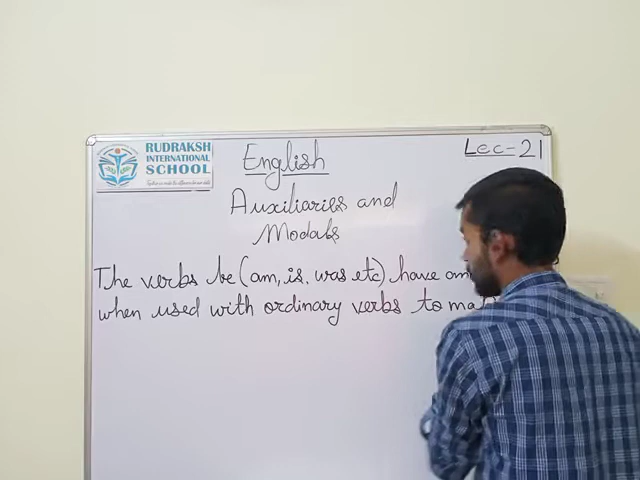 RUDRAKSH
INTERNATIONAL
SCHOOL
English
Lec-21
Auxiliaries and
Modals
The verbs be (am, is, was etc) have
when used with ordinary verbs to